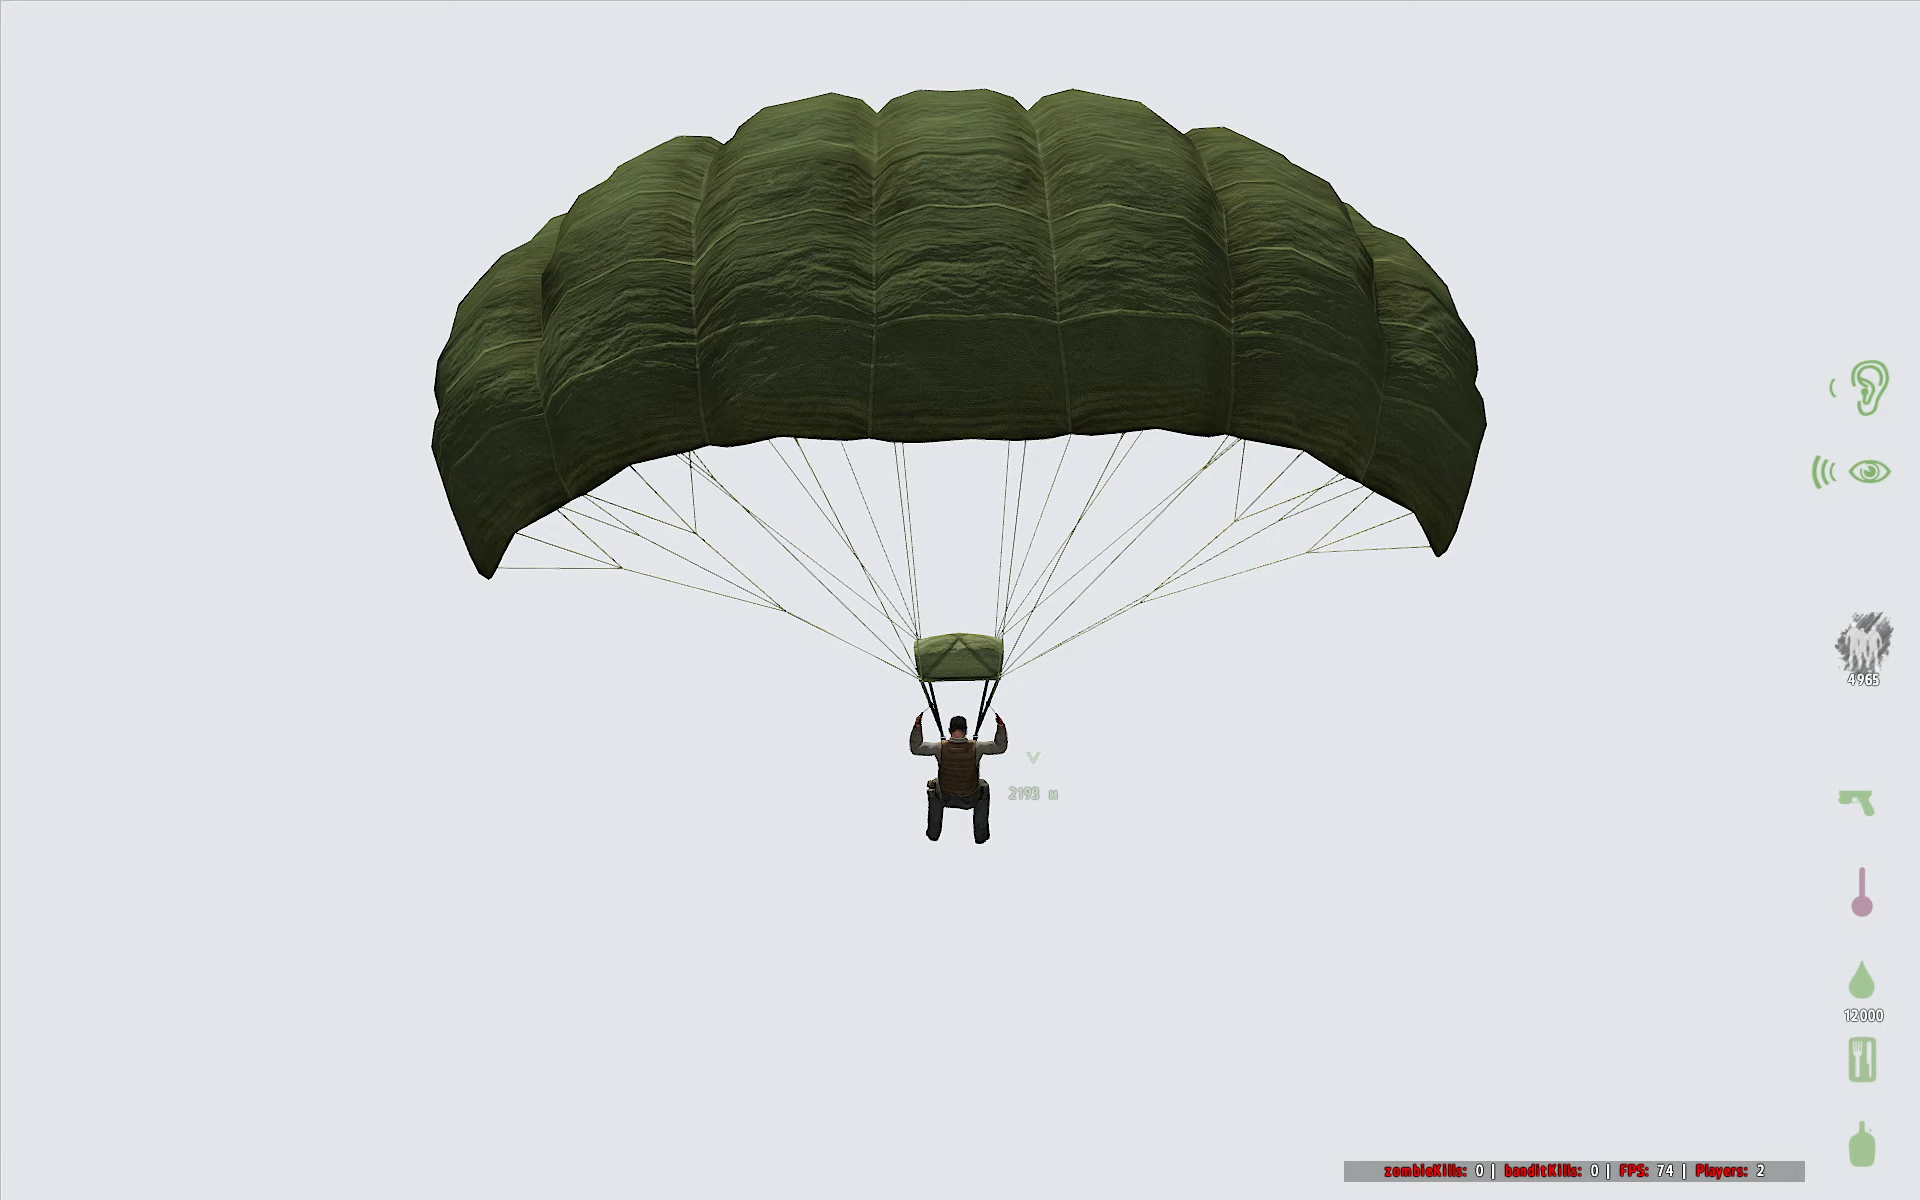 4965
2193 м
12000
zombieKills: 0 | banditKills: 0 | FPS: 74 | Players: 2